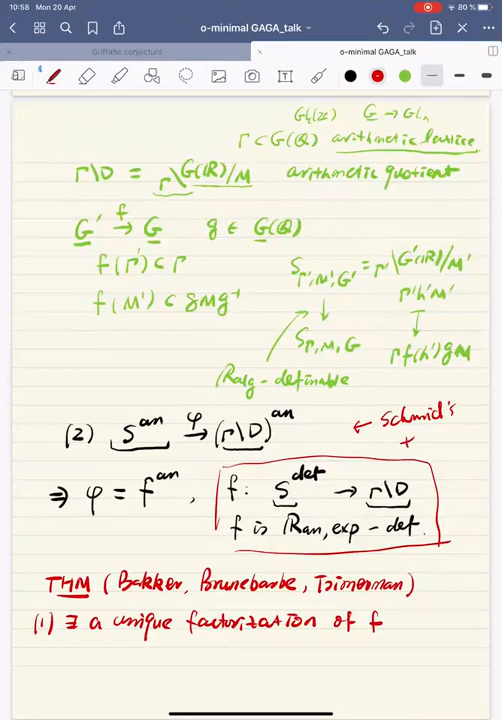 10:58 Mon 20 Apr
80 %
o-minimal GAGA_talk
Griffiths conjecture
o-minimal GAGA_talk
GL(Z) G → GLn
Γ ⊂ G(Q) arithmetic lattice
Γ\D = Γ\G(R)/M arithmetic quotient
G' →f G g ∈ G(Q)
f(Γ') ⊂ Γ
f(M') ⊂ gMg⁻¹
S_{Γ',M',G'} = Γ'\G'(R)/M'
Γ'h'M'
↓ ↦
S_{Γ,M,G}
Γf(h')gM
Ralg-definable
(2) S^an →φ (Γ\D)^an
← Schmid's
+
⇒ φ = f^an, f: S^def → Γ\D
f is Ran,exp-def.
THM (Bakker, Brunebarbe, Tsimerman)
(1) ∃ a unique factorization of f